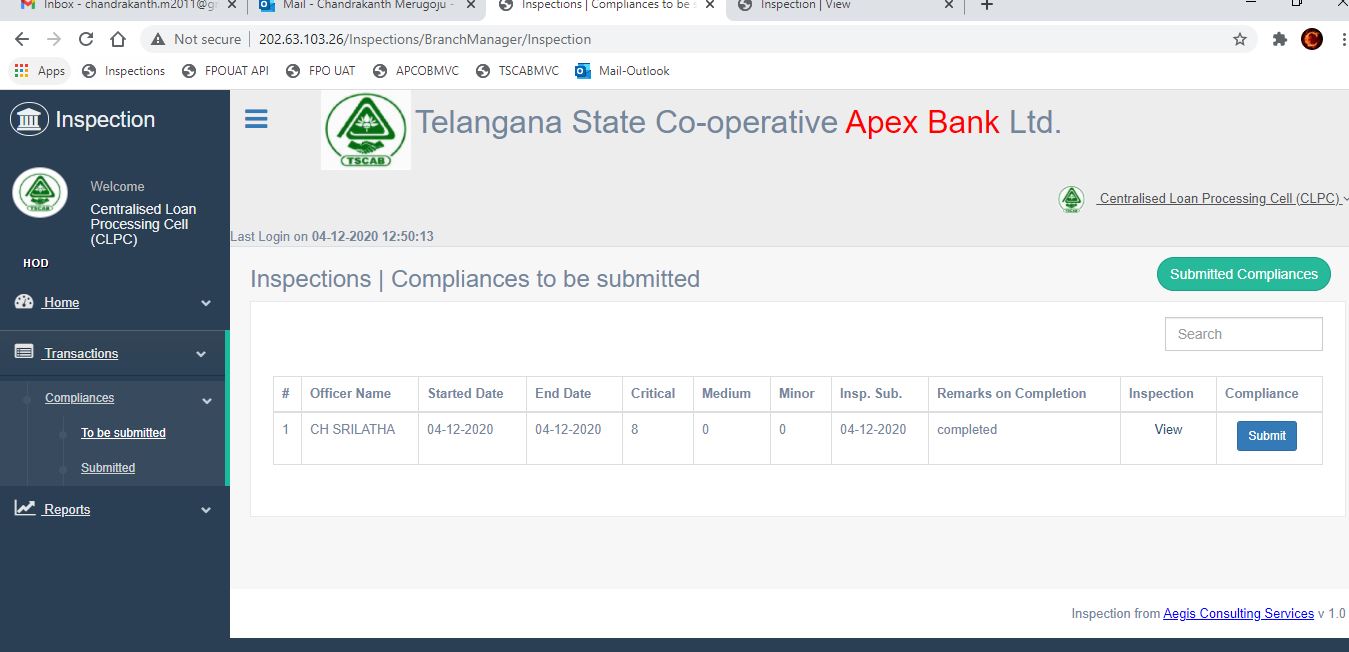 Inbox - chandrakanth.m2011@gr
Mail - Chandrakanth Merugoju -
Inspections | Compliances to be s
Inspection | View
Not secure | 202.63.103.26/Inspections/BranchManager/Inspection
Apps Inspections FPOUAT API FPO UAT APCOBMVC TSCABMVC Mail-Outlook
Inspection
TSCAB
Telangana State Co-operative Apex Bank Ltd.
Welcome
Centralised Loan
Processing Cell
(CLPC)
HOD
Centralised Loan Processing Cell (CLPC)
Last Login on 04-12-2020 12:50:13
Home
Transactions
Compliances
To be submitted
Submitted
Reports
Inspections | Compliances to be submitted
Submitted Compliances
Search
# Officer Name Started Date End Date Critical Medium Minor Insp. Sub. Remarks on Completion Inspection Compliance
1 CH SRILATHA 04-12-2020 04-12-2020 8 0 0 04-12-2020 completed View Submit
Inspection from Aegis Consulting Services v 1.0